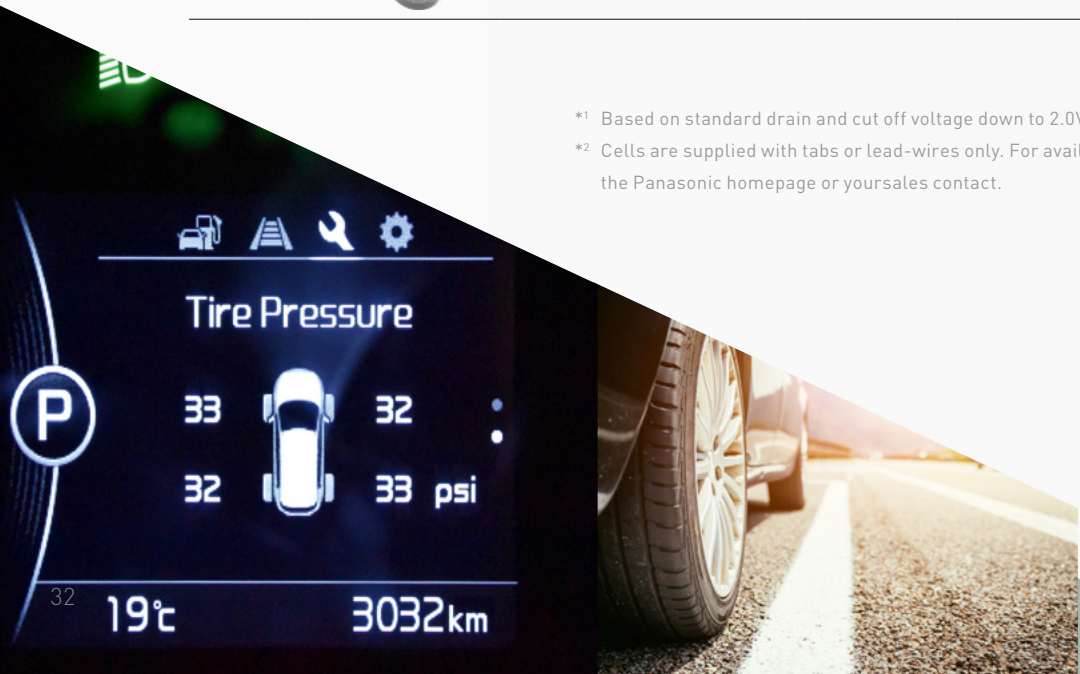 *1 Based on standard drain and cut off voltage down to 2.0V
*2 Cells are supplied with tabs or lead-wires only. For avail
the Panasonic homepage or yoursales contact.
Tire Pressure
P
33 32
32 33 psi
19℃ 3032km
32